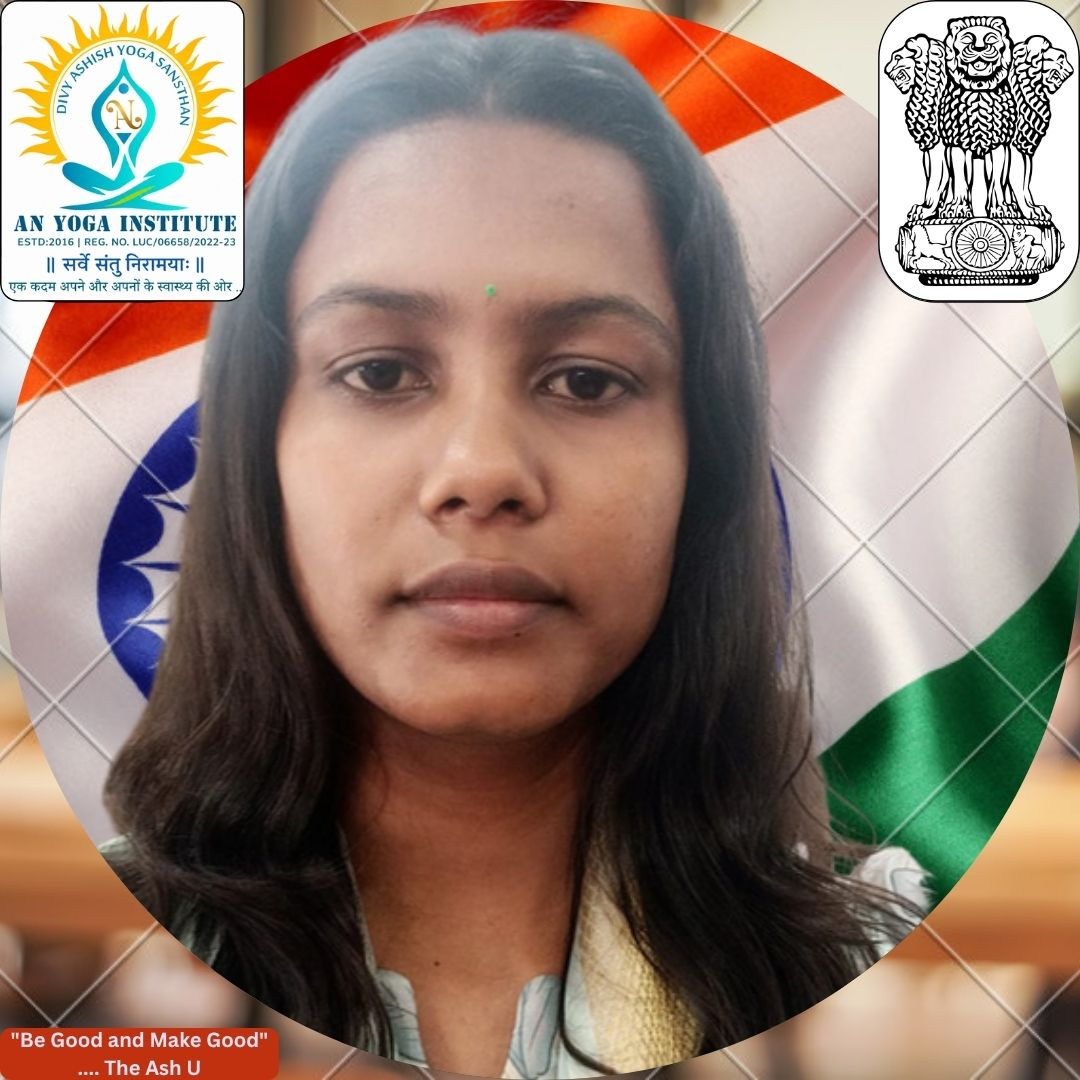 DIVY ASHISH YOGA SANSTHAN
AN YOGA INSTITUTE
ESTD:2016 | REG. NO. LUC/06658/2022-23
॥ सर्वे संतु निरामयाः ॥
एक कदम अपने और अपनों के स्वास्थ्य की ओर ..
"Be Good and Make Good"
.... The Ash U